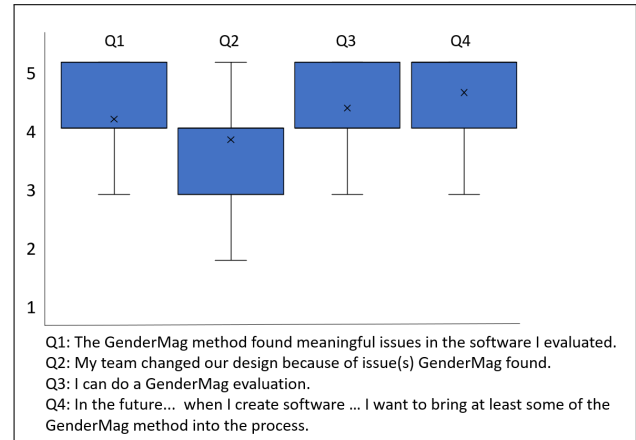 Q1 Q2 Q3 Q4
5
4
3
2
1
Q1: The GenderMag method found meaningful issues in the software I evaluated.
Q2: My team changed our design because of issue(s) GenderMag found.
Q3: I can do a GenderMag evaluation.
Q4: In the future... when I create software ... I want to bring at least some of the
GenderMag method into the process.